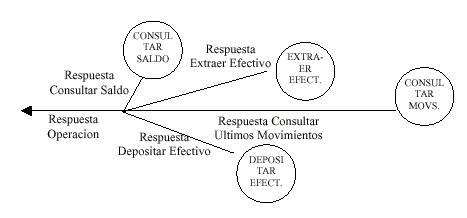 CONSUL
TAR
SALDO
Respuesta
Extraer Efectivo
EXTRA-
ER
EFECT.
Respuesta
Consultar Saldo
CONSUL
TAR
MOVS.
Respuesta
Operacion
Respuesta Consultar
Ultimos Movimientos
Respuesta
Depositar Efectivo
DEPOSI
TAR
EFECT.